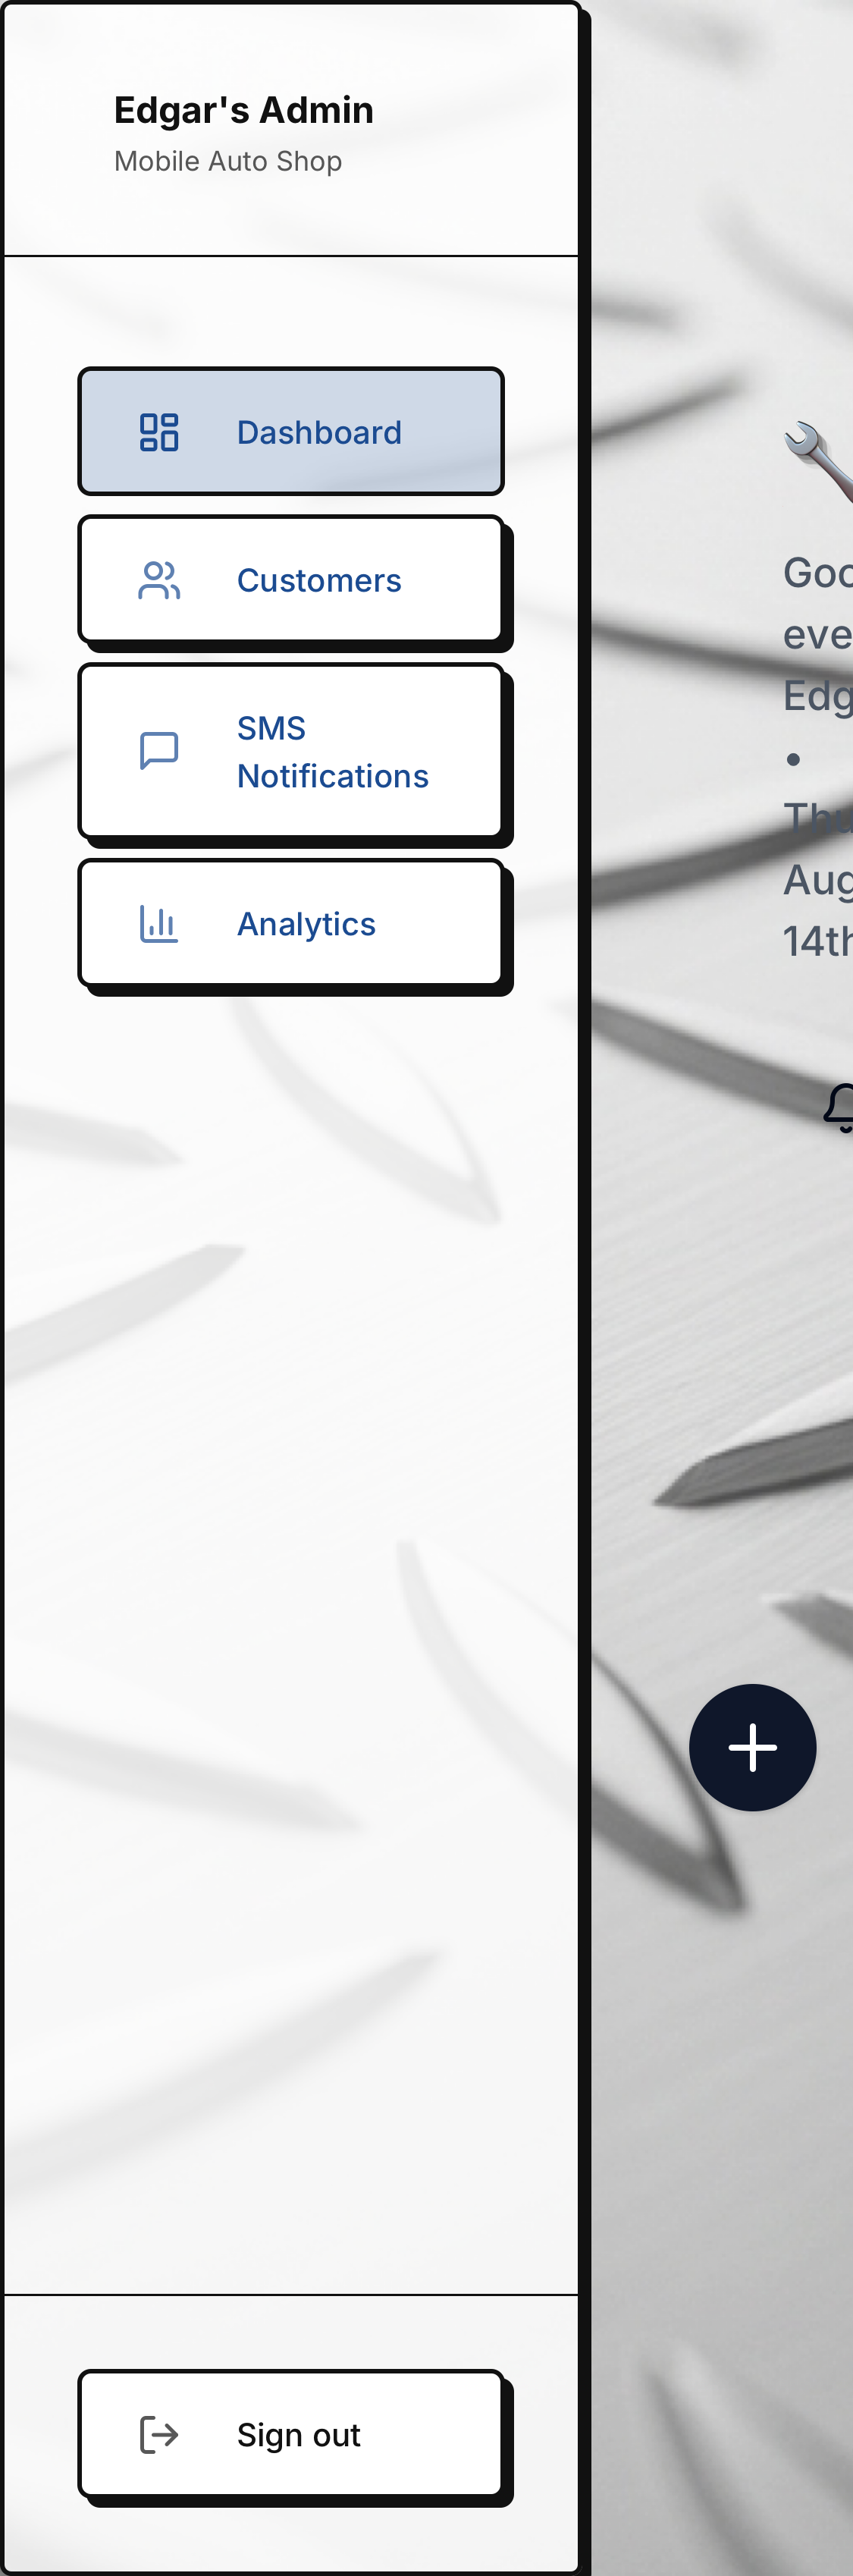 Edgar's Admin
Mobile Auto Shop
Dashboard
Customers
SMS
Notifications
Analytics
Sign out
Goo
eve
Edg
•
Thu
Aug
14th